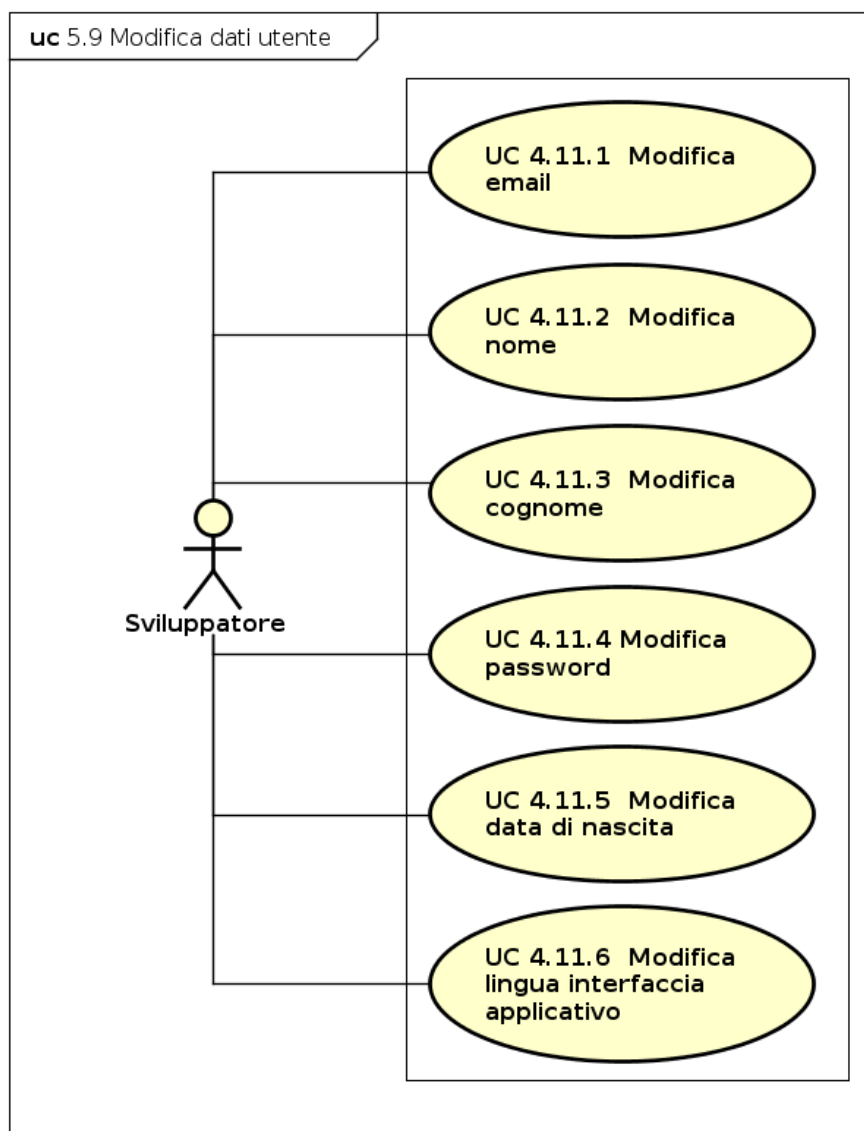 uc 5.9 Modifica dati utente
UC 4.11.1 Modifica
email
UC 4.11.2 Modifica
nome
UC 4.11.3 Modifica
cognome
Sviluppatore
UC 4.11.4 Modifica
password
UC 4.11.5 Modifica
data di nascita
UC 4.11.6 Modifica
lingua interfaccia
applicativo